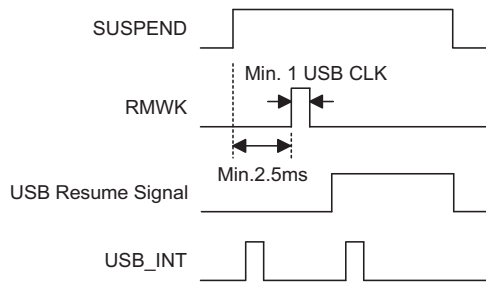 SUSPEND
Min. 1 USB CLK
RMWK
Min.2.5ms
USB Resume Signal
USB_INT